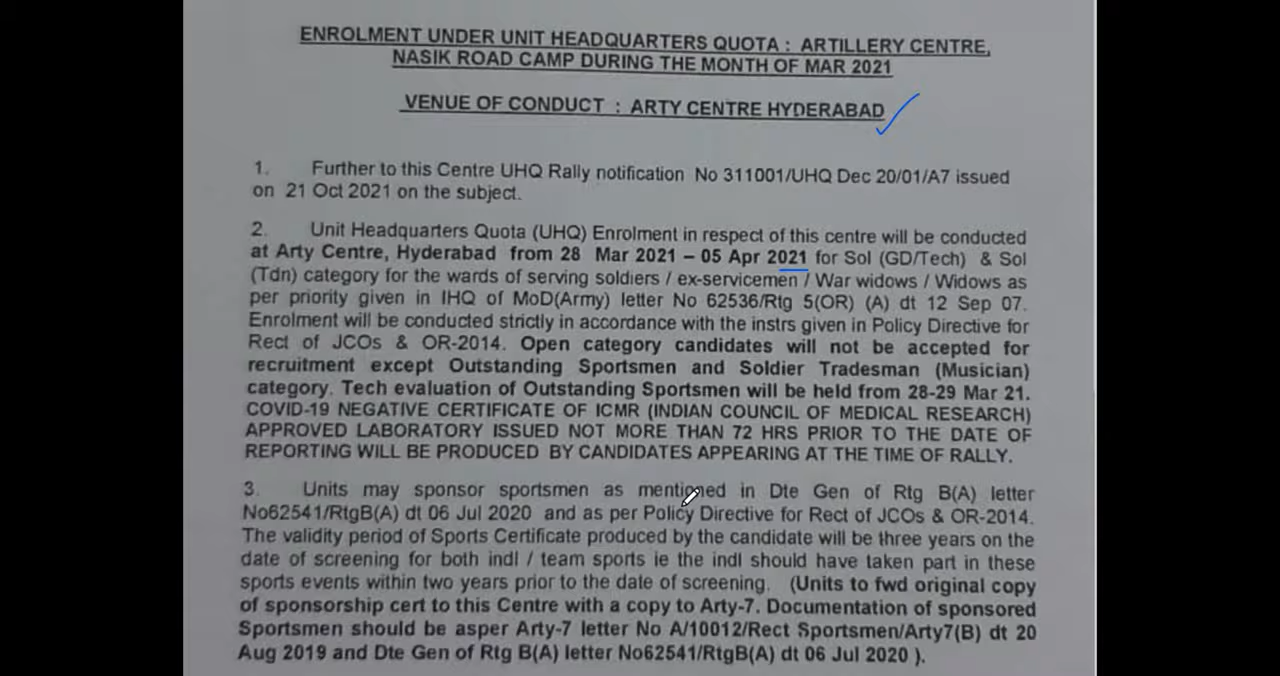 ENROLMENT UNDER UNIT HEADQUARTERS QUOTA : ARTILLERY CENTRE,
NASIK ROAD CAMP DURING THE MONTH OF MAR 2021
VENUE OF CONDUCT : ARTY CENTRE HYDERABAD
1. Further to this Centre UHQ Rally notification No 311001/UHQ Dec 20/01/A7 issued
on 21 Oct 2021 on the subject.
2. Unit Headquarters Quota (UHQ) Enrolment in respect of this centre will be conducted
at Arty Centre, Hyderabad from 28 Mar 2021 – 05 Apr 2021 for Sol (GD/Tech) & Sol
(Tdn) category for the wards of serving soldiers / ex-servicemen / War widows / Widows as
per priority given in IHQ of MoD(Army) letter No 62536/Rtg 5(OR) (A) dt 12 Sep 07.
Enrolment will be conducted strictly in accordance with the instrs given in Policy Directive for
Rect of JCOs & OR-2014. Open category candidates will not be accepted for
recruitment except Outstanding Sportsmen and Soldier Tradesman (Musician)
category. Tech evaluation of Outstanding Sportsmen will be held from 28-29 Mar 21.
COVID-19 NEGATIVE CERTIFICATE OF ICMR (INDIAN COUNCIL OF MEDICAL RESEARCH)
APPROVED LABORATORY ISSUED NOT MORE THAN 72 HRS PRIOR TO THE DATE OF
REPORTING WILL BE PRODUCED BY CANDIDATES APPEARING AT THE TIME OF RALLY.
3. Units may sponsor sportsmen as mentioned in Dte Gen of Rtg B(A) letter
No62541/RtgB(A) dt 06 Jul 2020 and as per Policy Directive for Rect of JCOs & OR-2014.
The validity period of Sports Certificate produced by the candidate will be three years on the
date of screening for both indl / team sports ie the indl should have taken part in these
sports events within two years prior to the date of screening. (Units to fwd original copy
of sponsorship cert to this Centre with a copy to Arty-7. Documentation of sponsored
Sportsmen should be asper Arty-7 letter No A/10012/Rect Sportsmen/Arty7(B) dt 20
Aug 2019 and Dte Gen of Rtg B(A) letter No62541/RtgB(A) dt 06 Jul 2020 ).